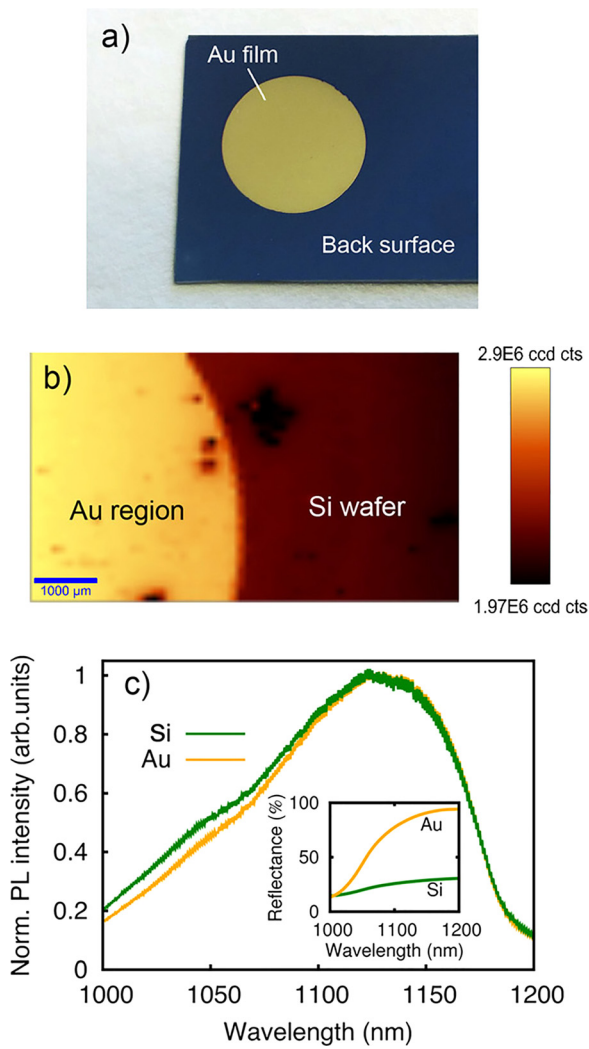 a)
Au film
Back surface
b)
2.9E6 ccd cts
Au region
Si wafer
1000 µm
1.97E6 ccd cts
c)
Norm. PL intensity (arb.units)
1
0.8
0.6
0.4
0.2
0
Si
Au
Reflectance (%)
100
50
0
Au
Si
1000 1100 1200
Wavelength (nm)
1000 1050 1100 1150 1200
Wavelength (nm)